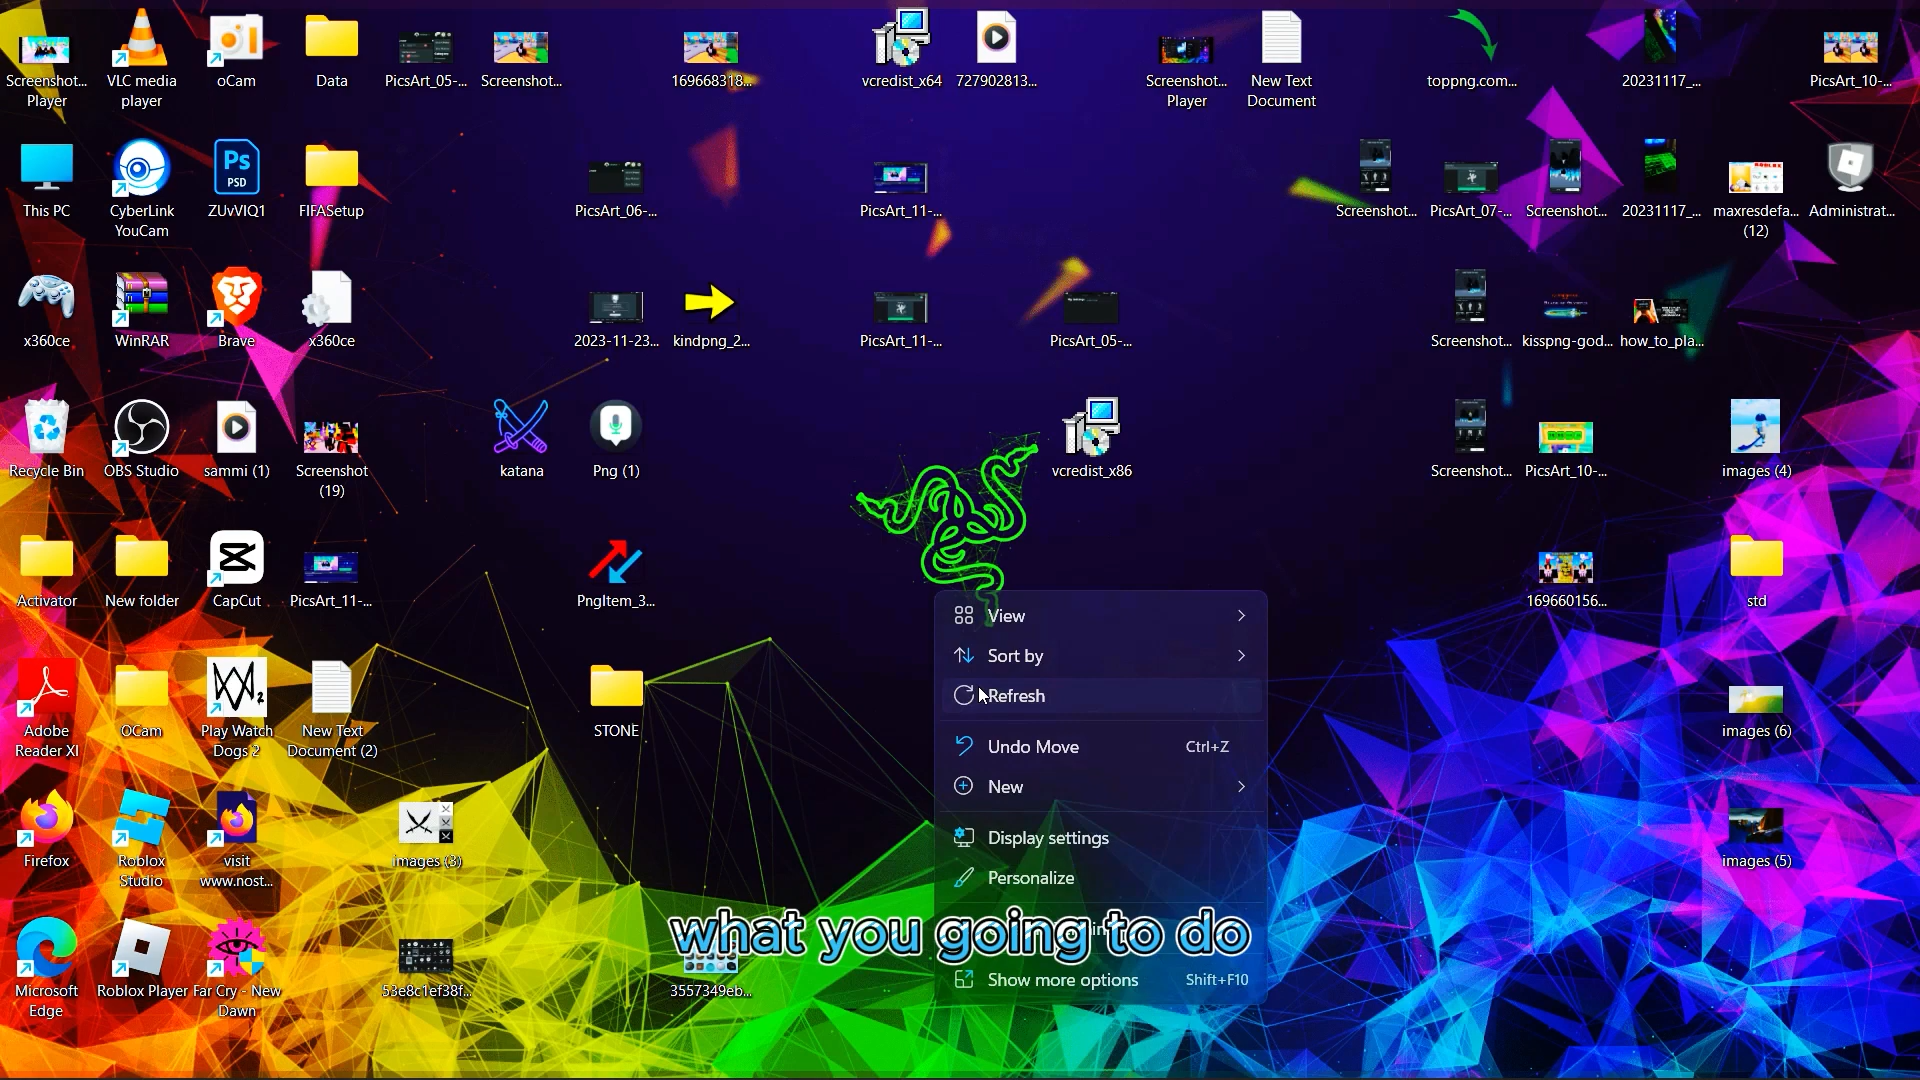 Screenshot...
Player
VLC media
player
oCam
Data
PicsArt_05-...
Screenshot...
169668318...
vcredist_x64
727902813...
Screenshot...
Player
New Text
Document
toppng.com...
20231117_...
PicsArt_10-...
This PC
CyberLink
YouCam
Ps
PSD
ZUvVIQ1
FIFASetup
PicsArt_06-...
PicsArt_11-...
Screenshot...
PicsArt_07-...
Screenshot...
20231117_...
maxresdefa...
(12)
Administrat...
x360ce
WinRAR
Brave
x360ce
2023-11-23...
kindpng_2...
PicsArt_11-...
PicsArt_05-...
Screenshot...
kisspng-god...
how_to_pla...
Recycle Bin
OBS Studio
sammi (1)
Screenshot
(19)
katana
Png (1)
vcredist_x86
Screenshot...
PicsArt_10-...
images (4)
Activator
New folder
CapCut
PicsArt_11-...
PngItem_3...
169660156...
std
Adobe
Reader XI
OCam
Play Watch
Dogs 2
New Text
Document (2)
STONE
images (6)
View
Sort by
Refresh
Undo Move Ctrl+Z
New
Display settings
Personalize
Show more options Shift+F10
Firefox
Roblox
Studio
visit
www.nost...
images (3)
images (5)
what you going to do
Microsoft
Edge
Roblox Player
Far Cry - New
Dawn
53e8c1ef38f...
3557349eb...